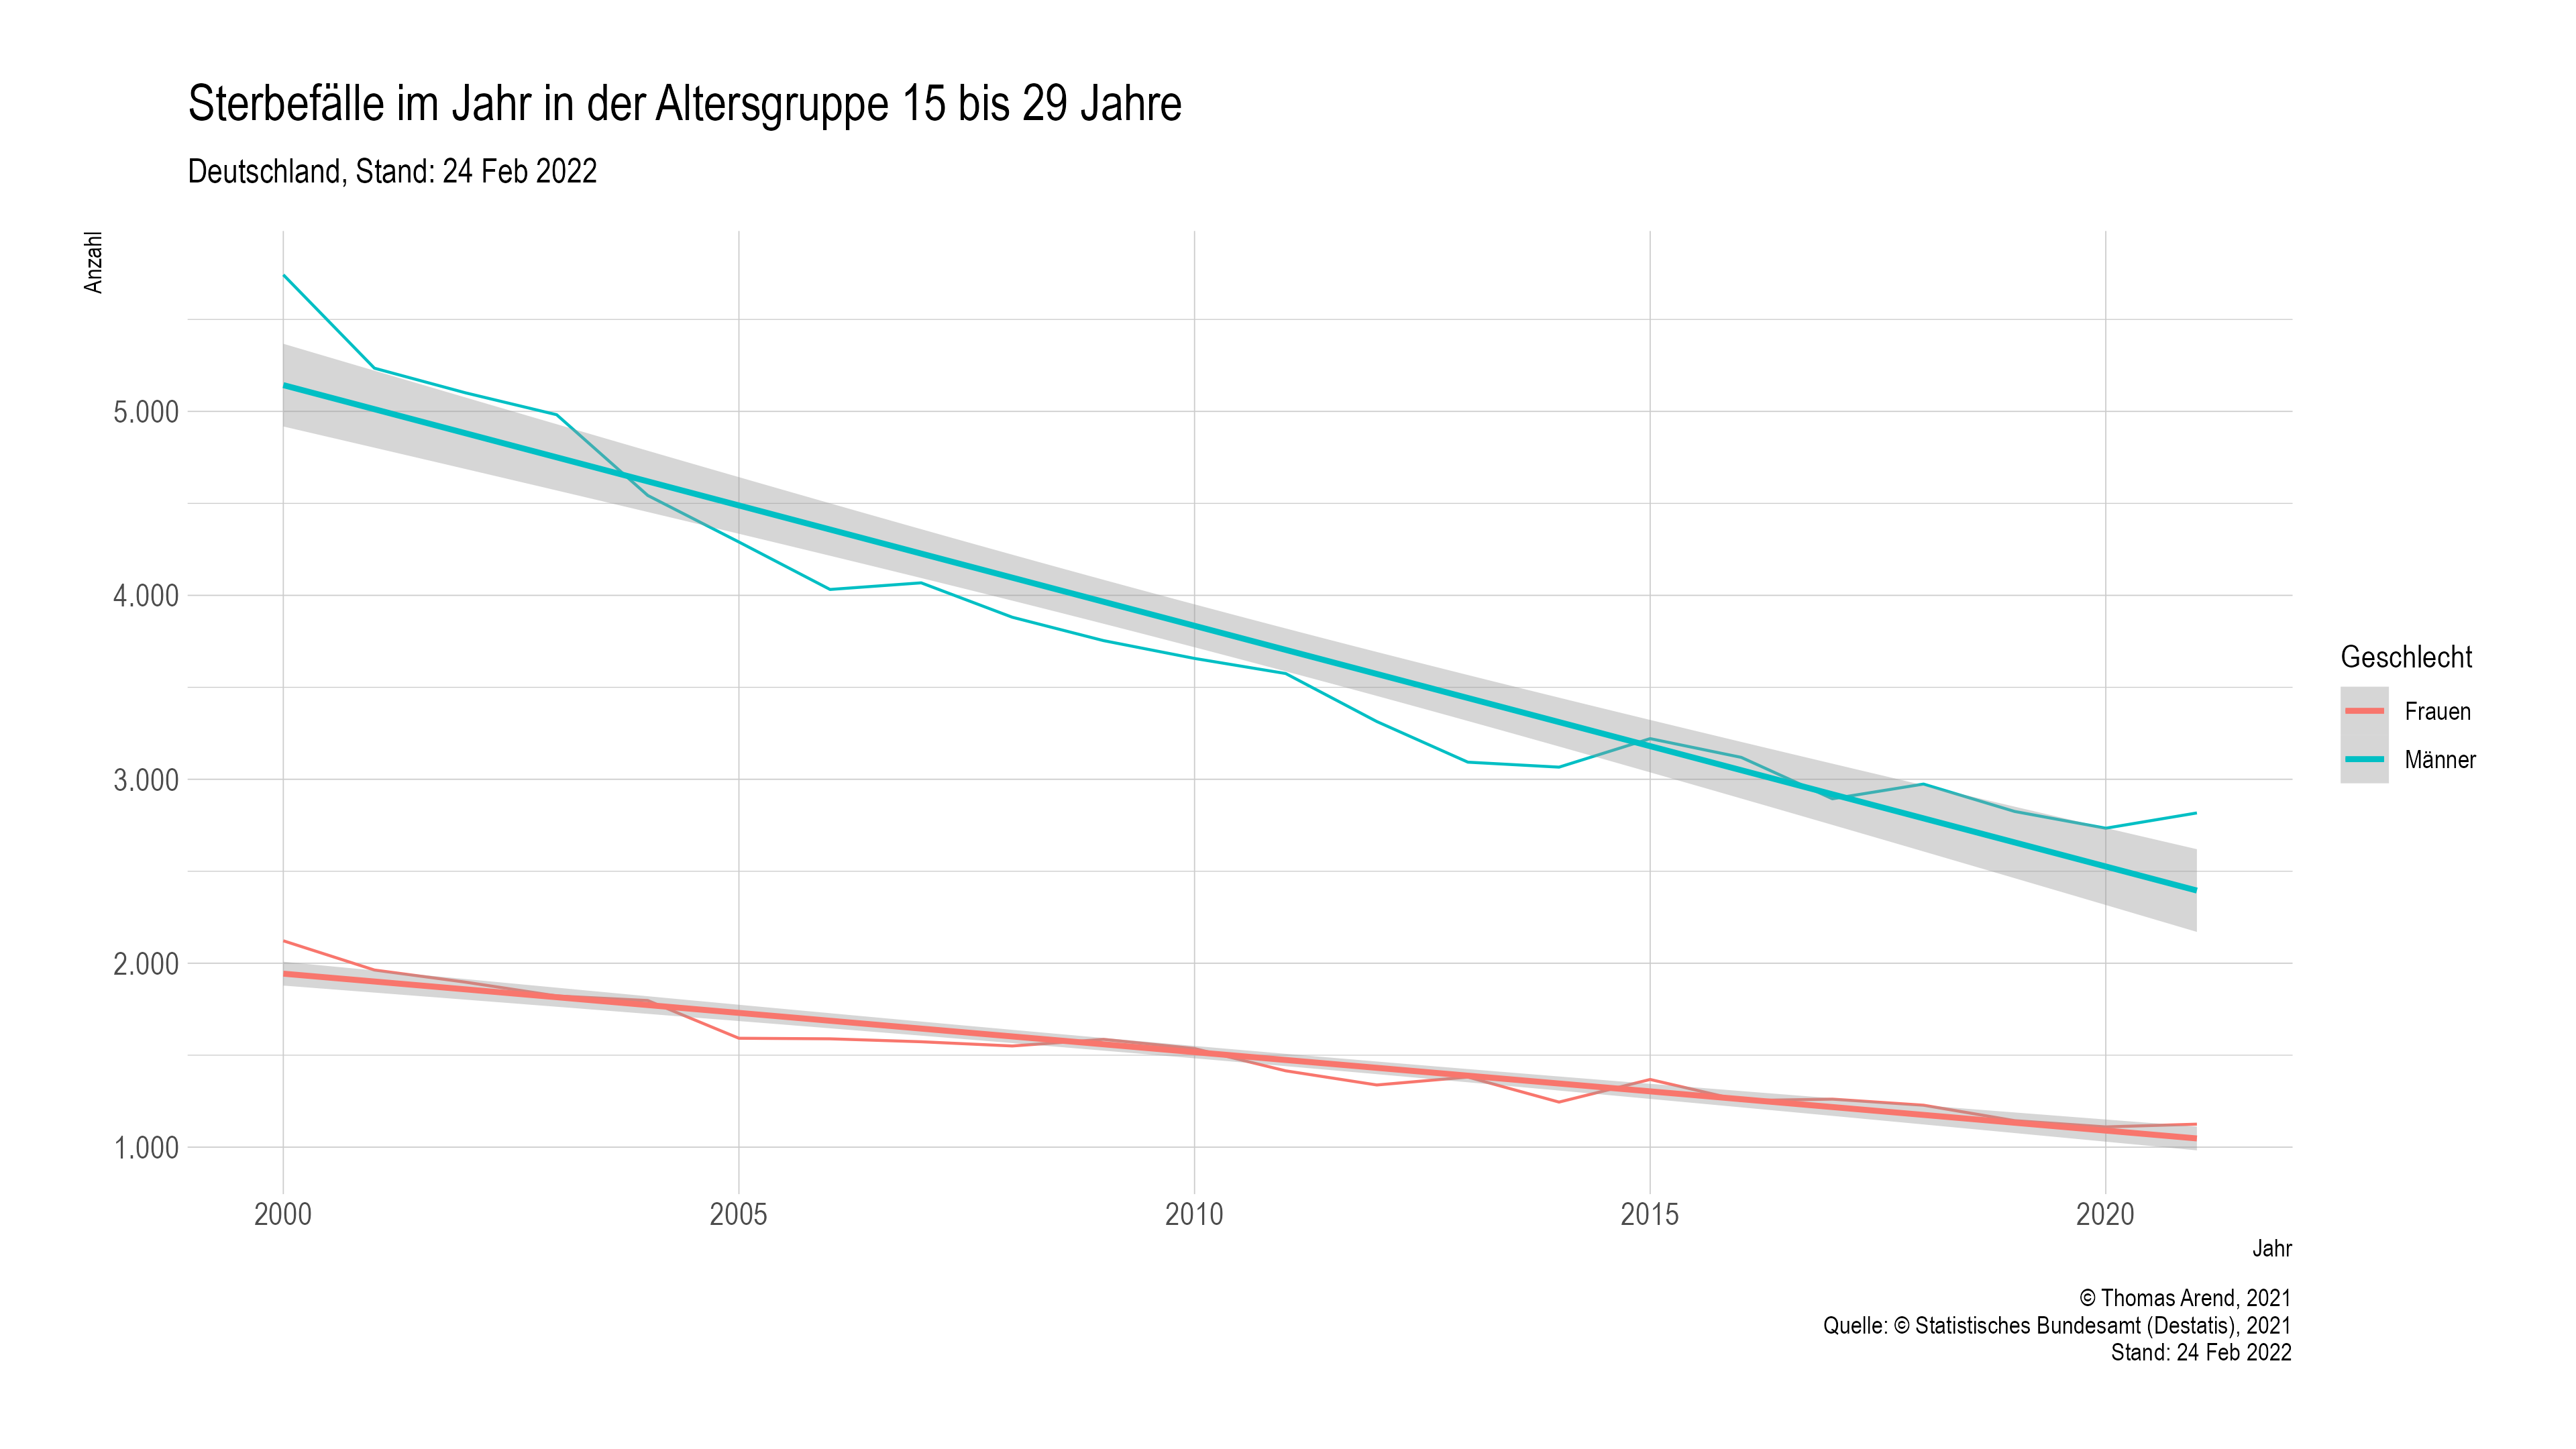 Sterbefälle im Jahr in der Altersgruppe 15 bis 29 Jahre
Deutschland, Stand: 24 Feb 2022
Anzahl
5.000
4.000
3.000
2.000
1.000
2000 2005 2010 2015 2020
Jahr
Geschlecht
Frauen
Männer
© Thomas Arend, 2021
Quelle: © Statistisches Bundesamt (Destatis), 2021
Stand: 24 Feb 2022